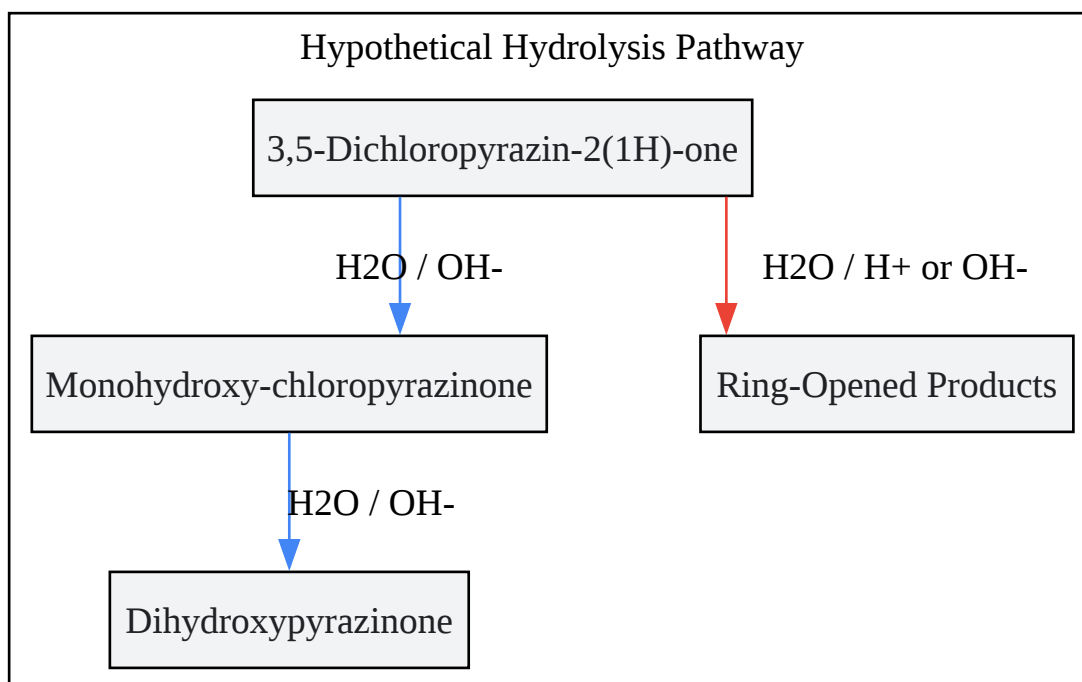 Hypothetical Hydrolysis Pathway
3,5-Dichloropyrazin-2(1H)-one
H2O / OH-
H2O / H+ or OH-
Monohydroxy-chloropyrazinone
Ring-Opened Products
H2O / OH-
Dihydroxypyrazinone